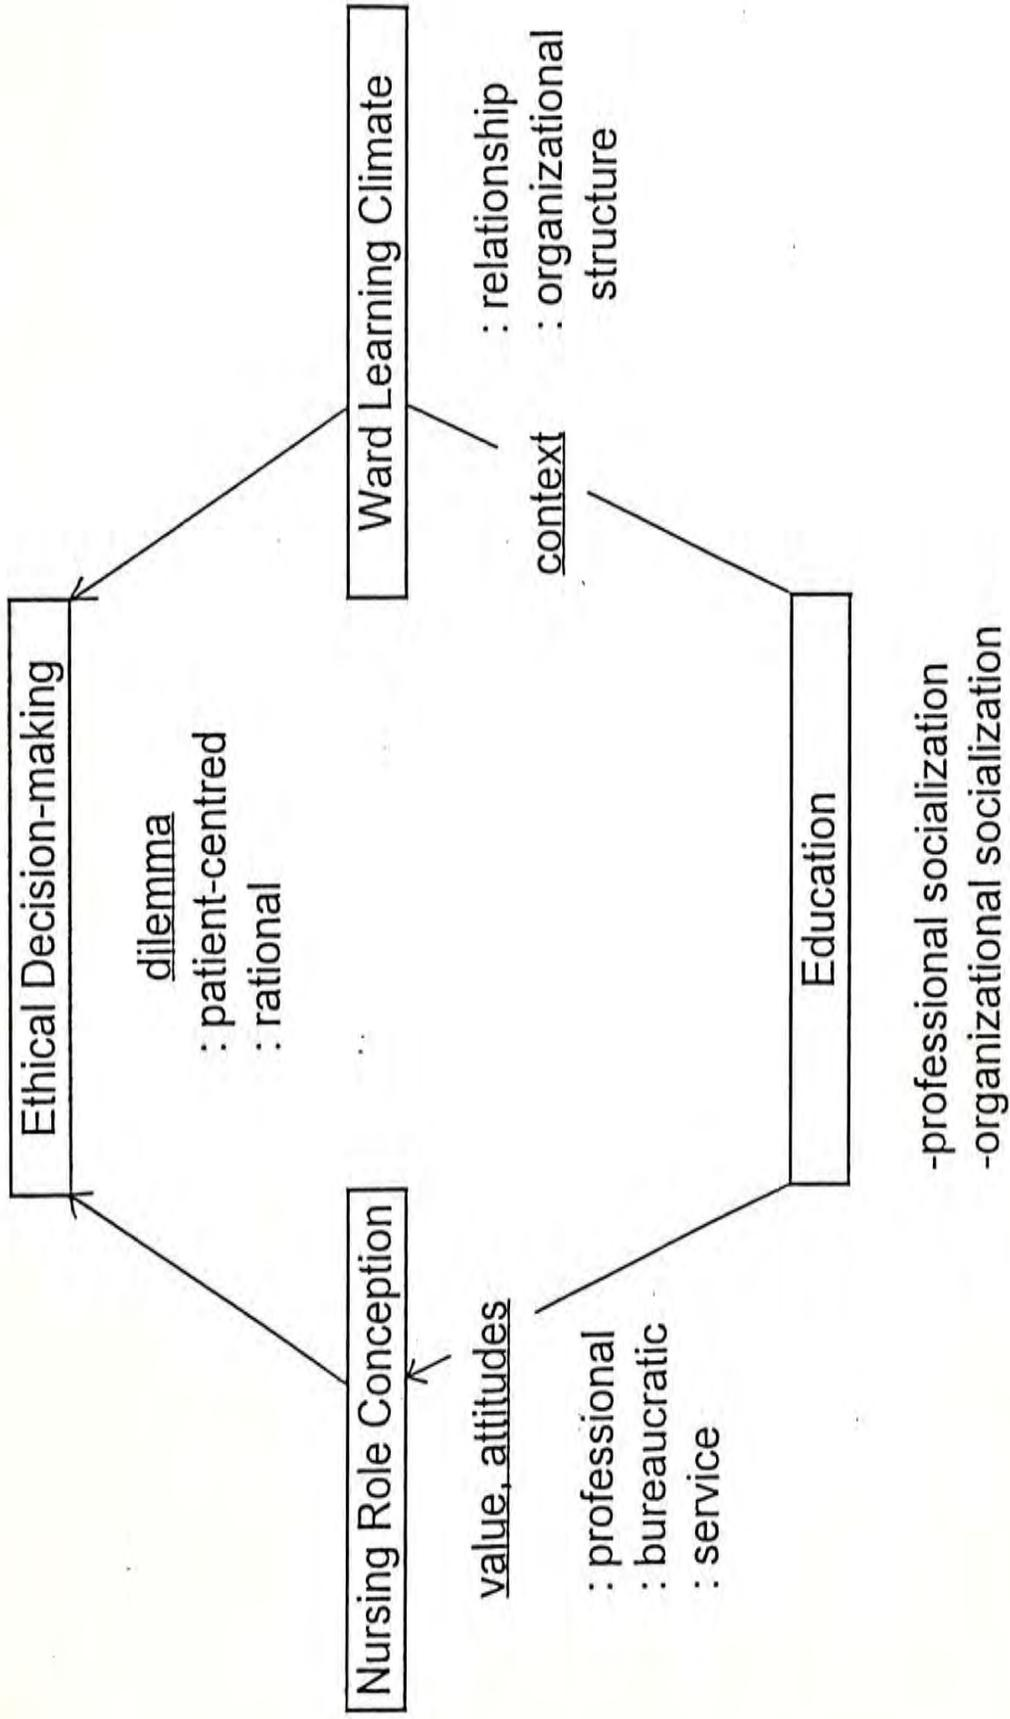 Ethical Decision-making
dilemma
: patient-centred
: rational
Nursing Role Conception
Ward Learning Climate
value, attitudes
: professional
: bureaucratic
: service
context
: relationship
: organizational
structure
Education
-professional socialization
-organizational socialization